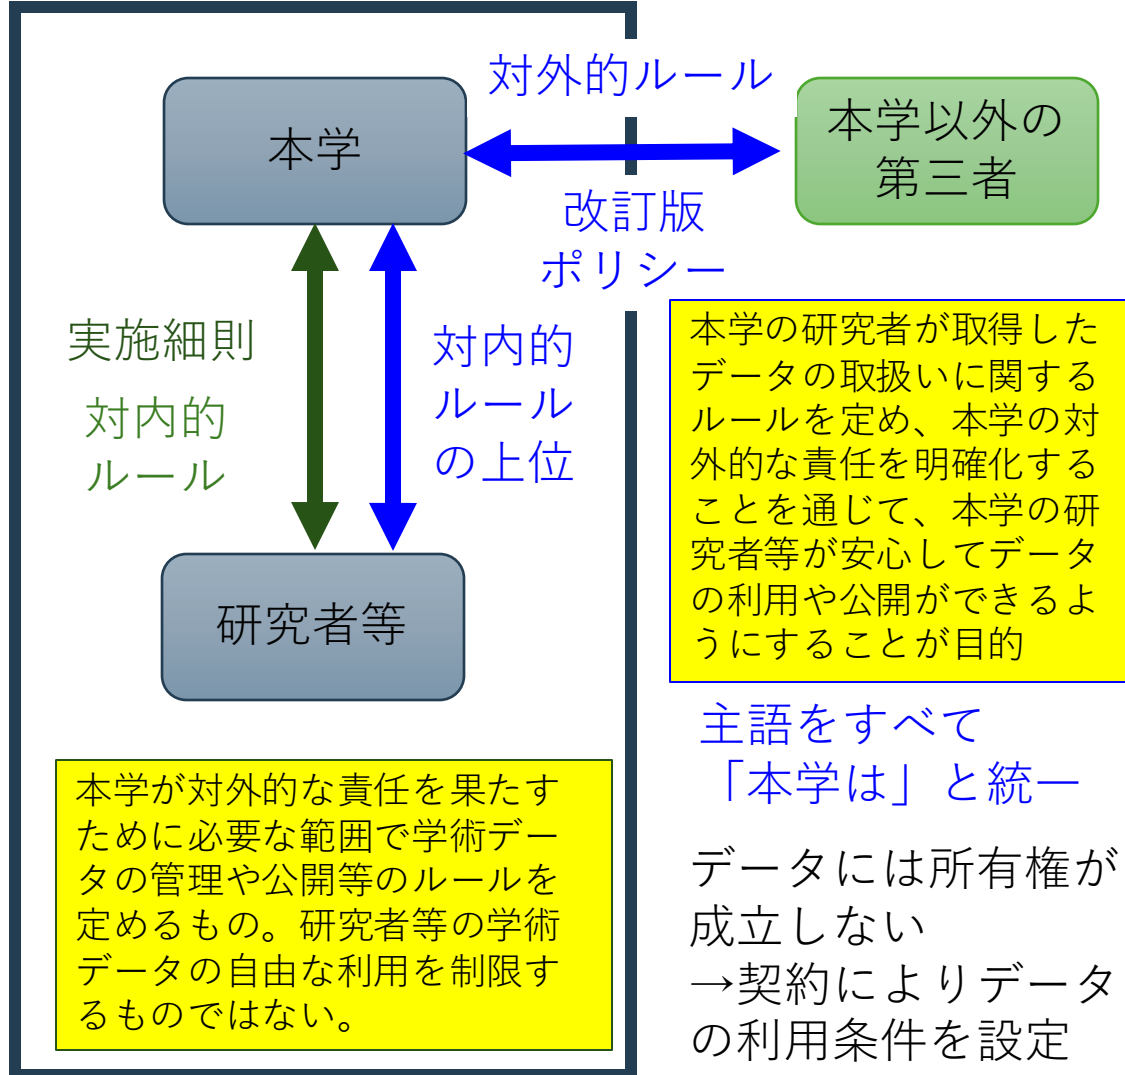 対外的ルール
本学
本学以外の
第三者
改訂版
ポリシー
実施細則
対内的
ルール
対内的
ルール
の上位
研究者等
本学の研究者が取得した
データの取扱いに関する
ルールを定め、本学の対
外的な責任を明確化する
ことを通じて、本学の研
究者等が安心してデータ
の利用や公開ができるよ
うにすることが目的
主語をすべて
「本学は」と統一
本学が対外的な責任を果たす
ために必要な範囲で学術デー
タの管理や公開等のルールを
定めるもの。研究者等の学術
データの自由な利用を制限す
るものではない。
データには所有権が
成立しない
→契約によりデータ
の利用条件を設定